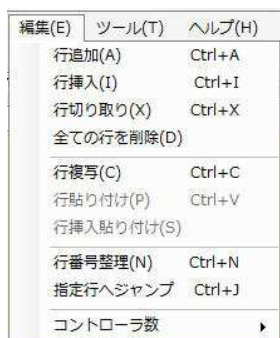 編集(E) ツール(T) ヘルプ(H)
行追加(A) Ctrl+A
行挿入(I) Ctrl+I
行切り取り(X) Ctrl+X
全ての行を削除(D)
行複写(C) Ctrl+C
行貼り付け(P) Ctrl+V
行挿入貼り付け(S)
行番号整理(N) Ctrl+N
指定行へジャンプ Ctrl+J
コントローラ数